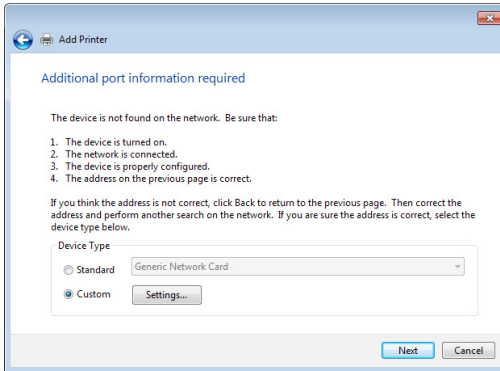 Add Printer
Additional port information required
The device is not found on the network. Be sure that:
1. The device is turned on.
2. The network is connected.
3. The device is properly configured.
4. The address on the previous page is correct.
If you think the address is not correct, click Back to return to the previous page. Then correct the
address and perform another search on the network. If you are sure the address is correct, select the
device type below.
Device Type
Standard
Generic Network Card
Custom
Settings...
Next
Cancel